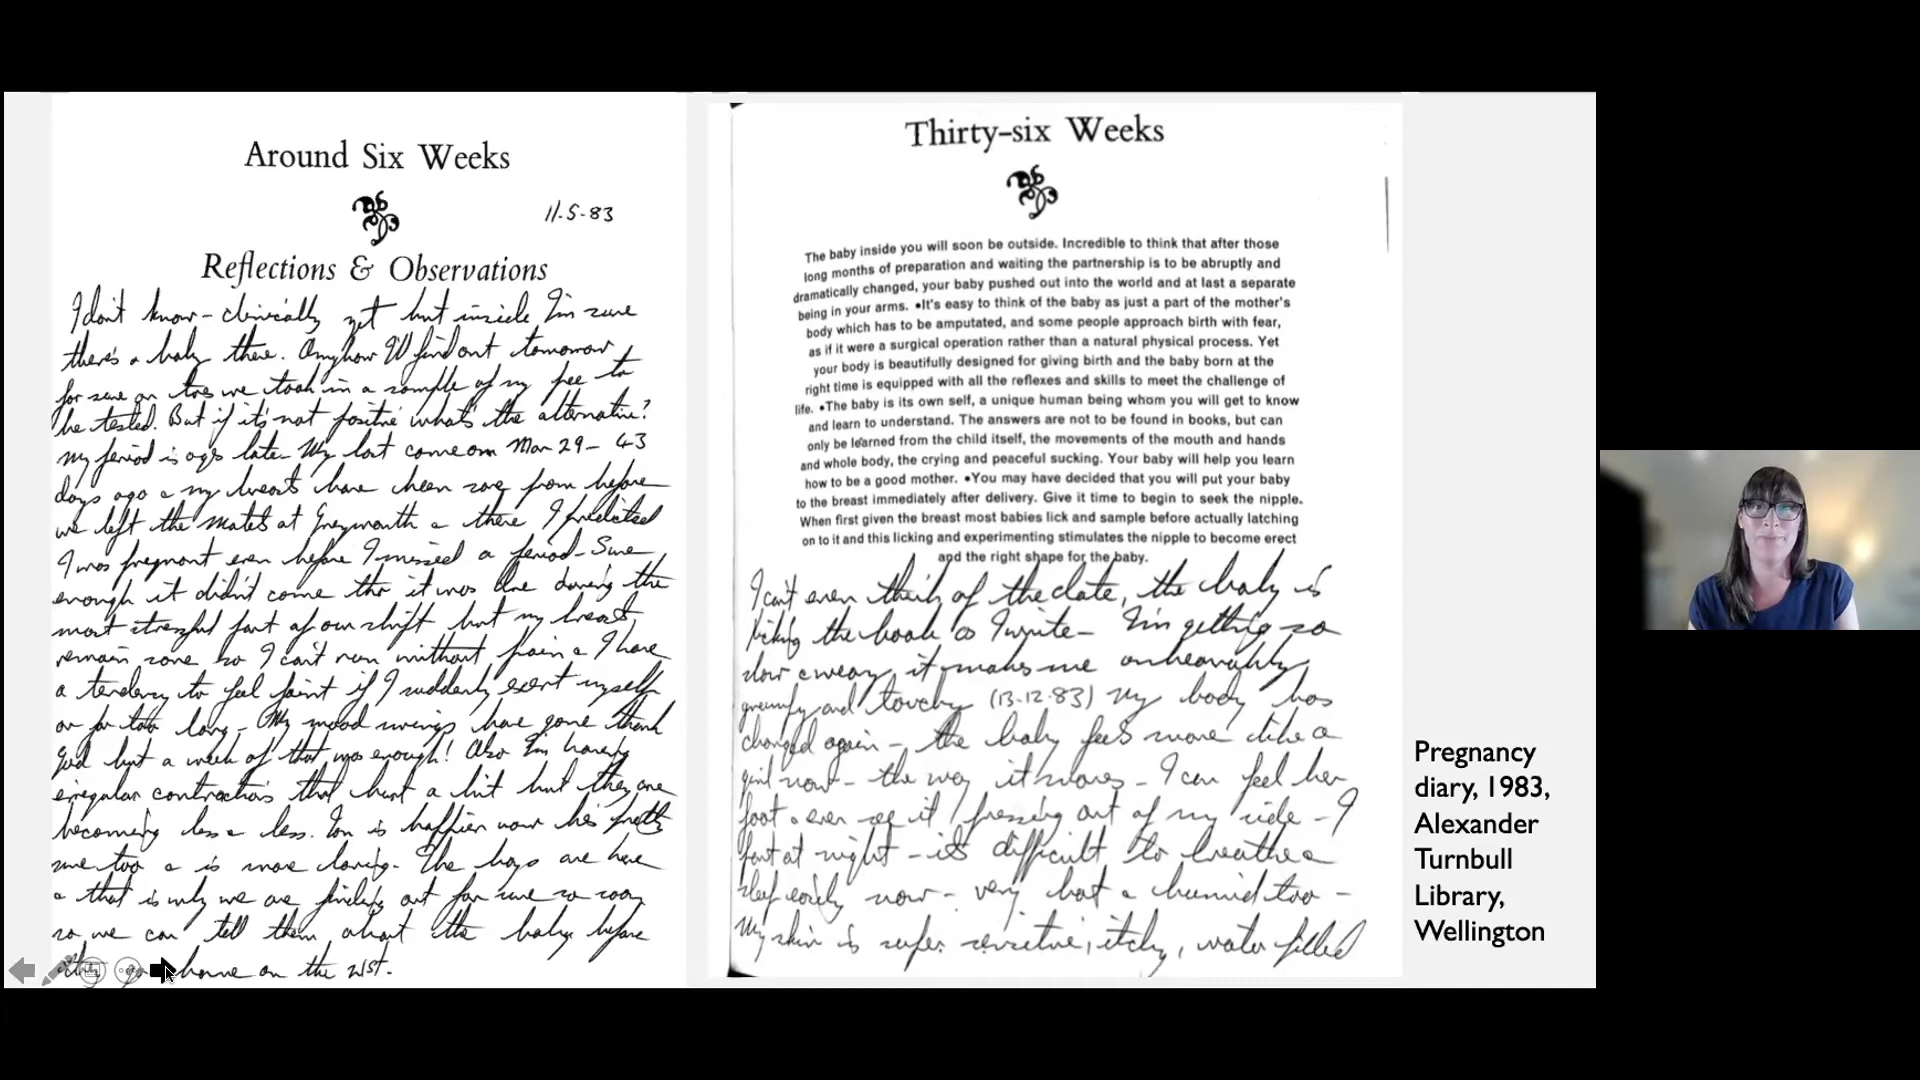 Around Six Weeks
11-5-83
Reflections & Observations
I don't know - clinically yet but inside I'm sure
there's a baby there. Anyhow I'll find out tomorrow
for sure as we took in a sample of my pee to
be tested. But if it's not positive what's the alternative?
my period is ages late. My last came on Mar 29 - 43
days ago & my breasts have been sore from before
we left the at Greymouth & there I predicted
I was pregnant even before I missed a period - Sure
enough it didn't come tho it was due during the
most stressful part of our shift but my breasts
remain sore so I can't run without pain & I have
a tendency to feel faint if I suddenly exert myself
or for too long - My mood swings have gone thank
God but a week of that was enough! Also I'm having
irregular contractions that hurt a bit but they are
becoming less & less. is happier now he's pretty
sure too & is more loving. The boys are here
& that is why we are finding out for sure so soon
so we can tell them about the baby before
home on the 21st.
Thirty-six Weeks
The baby inside you will soon be outside. Incredible to think that after those
long months of preparation and waiting the partnership is to be abruptly and
dramatically changed, your baby pushed out into the world and at last a separate
being in your arms. •It's easy to think of the baby as just a part of the mother's
body which has to be amputated, and some people approach birth with fear,
as if it were a surgical operation rather than a natural physical process. Yet
your body is beautifully designed for giving birth and the baby born at the
right time is equipped with all the reflexes and skills to meet the challenge of
life. •The baby is its own self, a unique human being whom you will get to know
and learn to understand. The answers are not to be found in books, but can
only be learned from the child itself, the movements of the mouth and hands
and whole body, the crying and peaceful sucking. Your baby will help you learn
how to be a good mother. •You may have decided that you will put your baby
to the breast immediately after delivery. Give it time to begin to seek the nipple.
When first given the breast most babies lick and sample before actually latching
on to it and this licking and experimenting stimulates the nipple to become erect
and the right shape for the baby.
I can't even think of the date, the baby is
kicking the book as I write - I'm getting so
slow & weary it makes me unbearably
grumpy and touchy (13-12-83) My body has
changed again - the baby feels more like a
girl now - the way it moves - I can feel her
foot & even see it pressing out of my side - I
fart at night - it's difficult to breathe &
sleep easily now - very hot & humid too -
My skin is super sensitive, itchy, water filled
Pregnancy
diary, 1983,
Alexander
Turnbull
Library,
Wellington